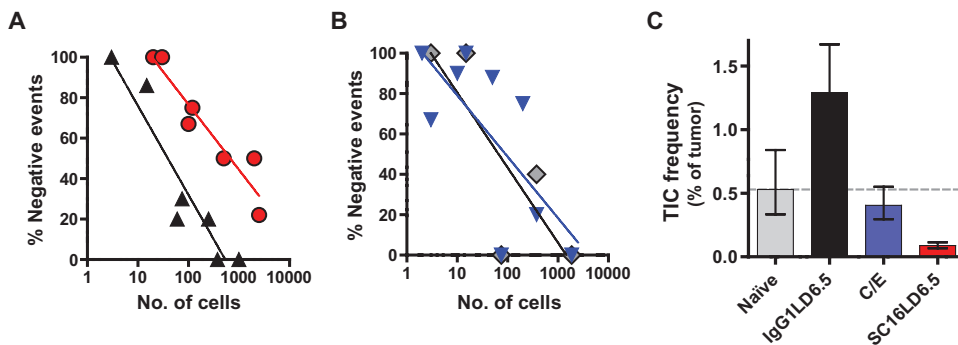 A
% Negative events
100
80
60
40
20
0
1
10
100
1000
10000
No. of cells
B
% Negative events
100
80
60
40
20
0
1
10
100
1000
10000
No. of cells
C
TIC frequency
(% of tumor)
1.5
1.0
0.5
0.0
Naïve
IgG1LD6.5
C/E
SC16LD6.5